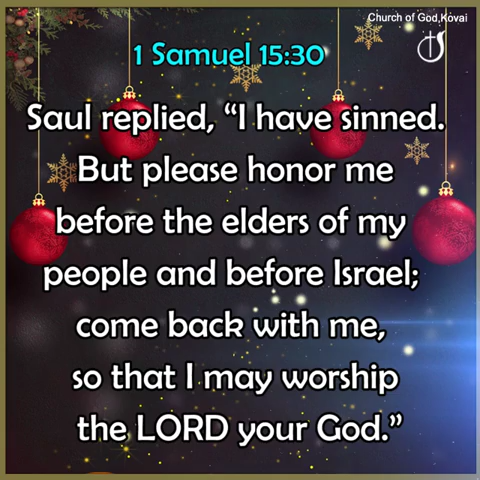 Church of God,Kovai
1 Samuel 15:30
Saul replied, “I have sinned.
But please honor me
before the elders of my
people and before Israel;
come back with me,
so that I may worship
the LORD your God.”